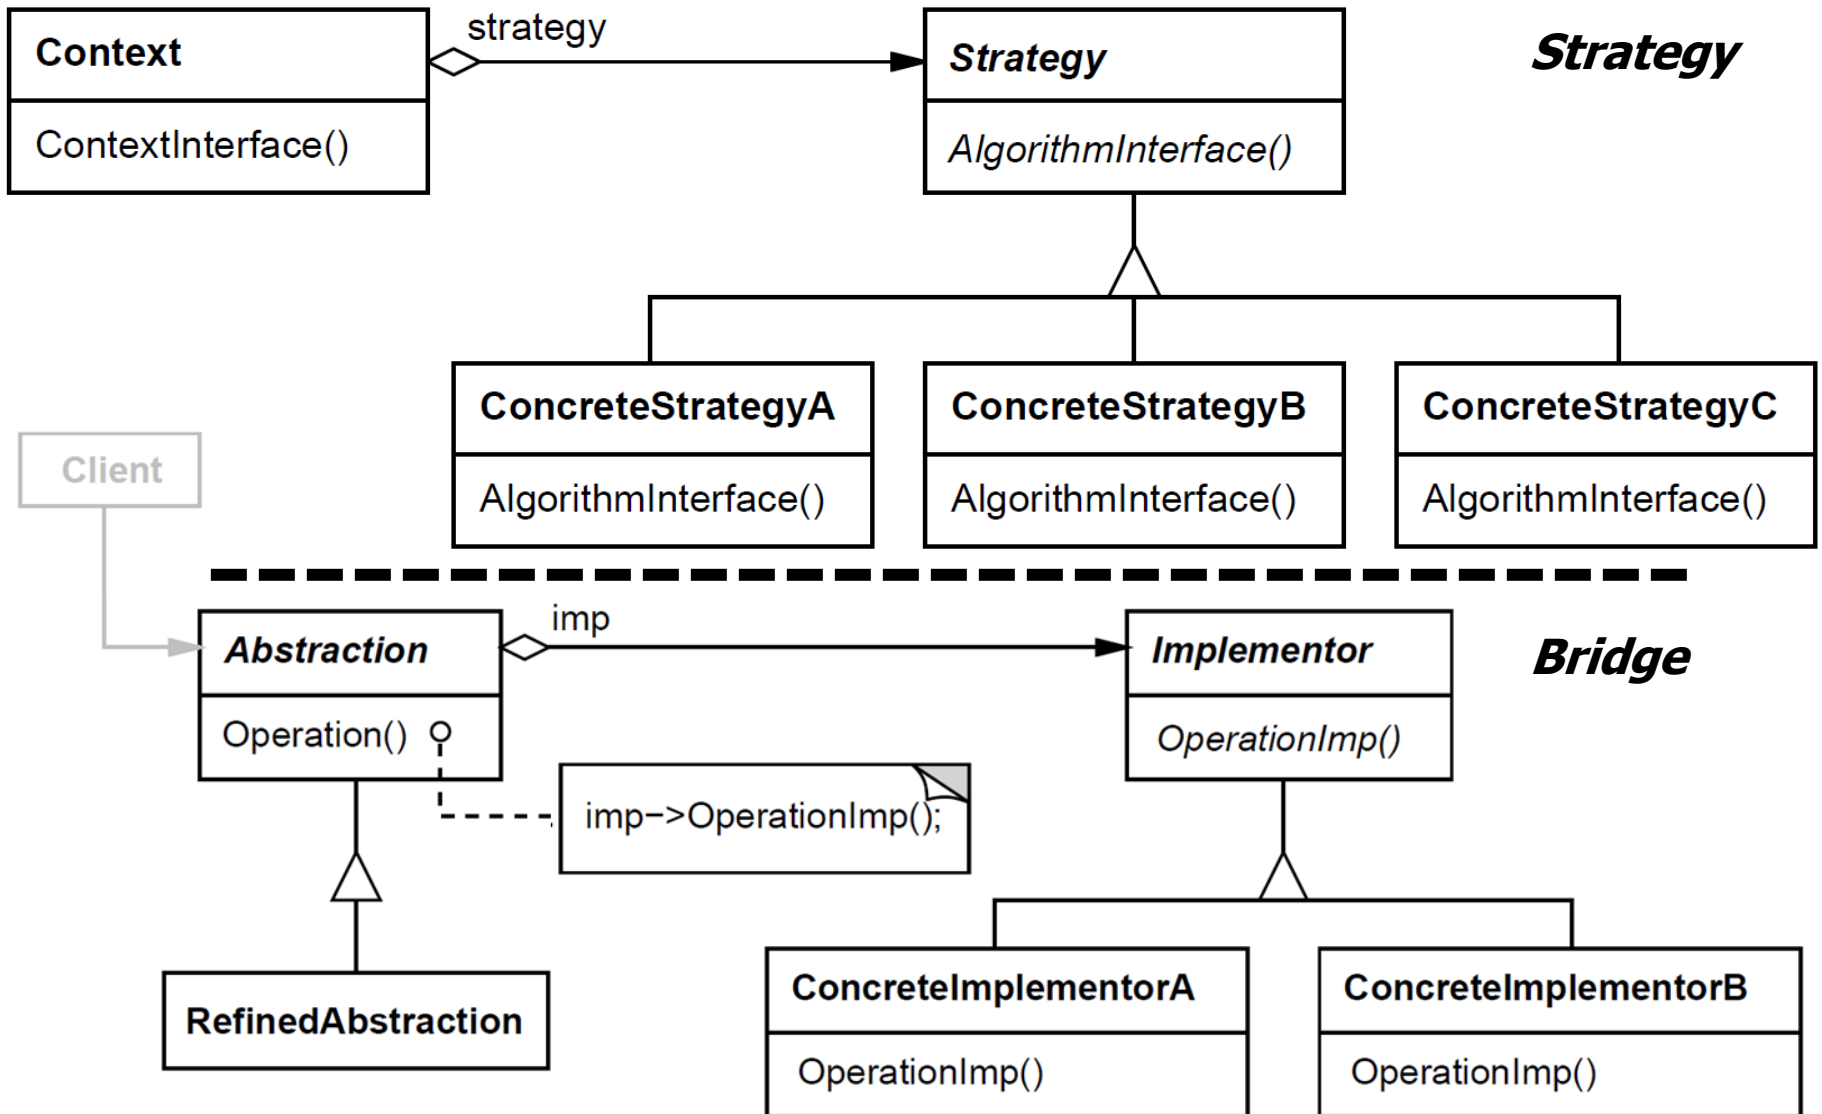 Context
strategy
Strategy
Strategy
ContextInterface()
AlgorithmInterface()
ConcreteStrategyA
ConcreteStrategyB
ConcreteStrategyC
AlgorithmInterface()
AlgorithmInterface()
AlgorithmInterface()
Client
Abstraction
imp
Implementor
Bridge
Operation()
OperationImp()
imp->OperationImp();
RefinedAbstraction
ConcreteImplementorA
ConcreteImplementorB
OperationImp()
OperationImp()